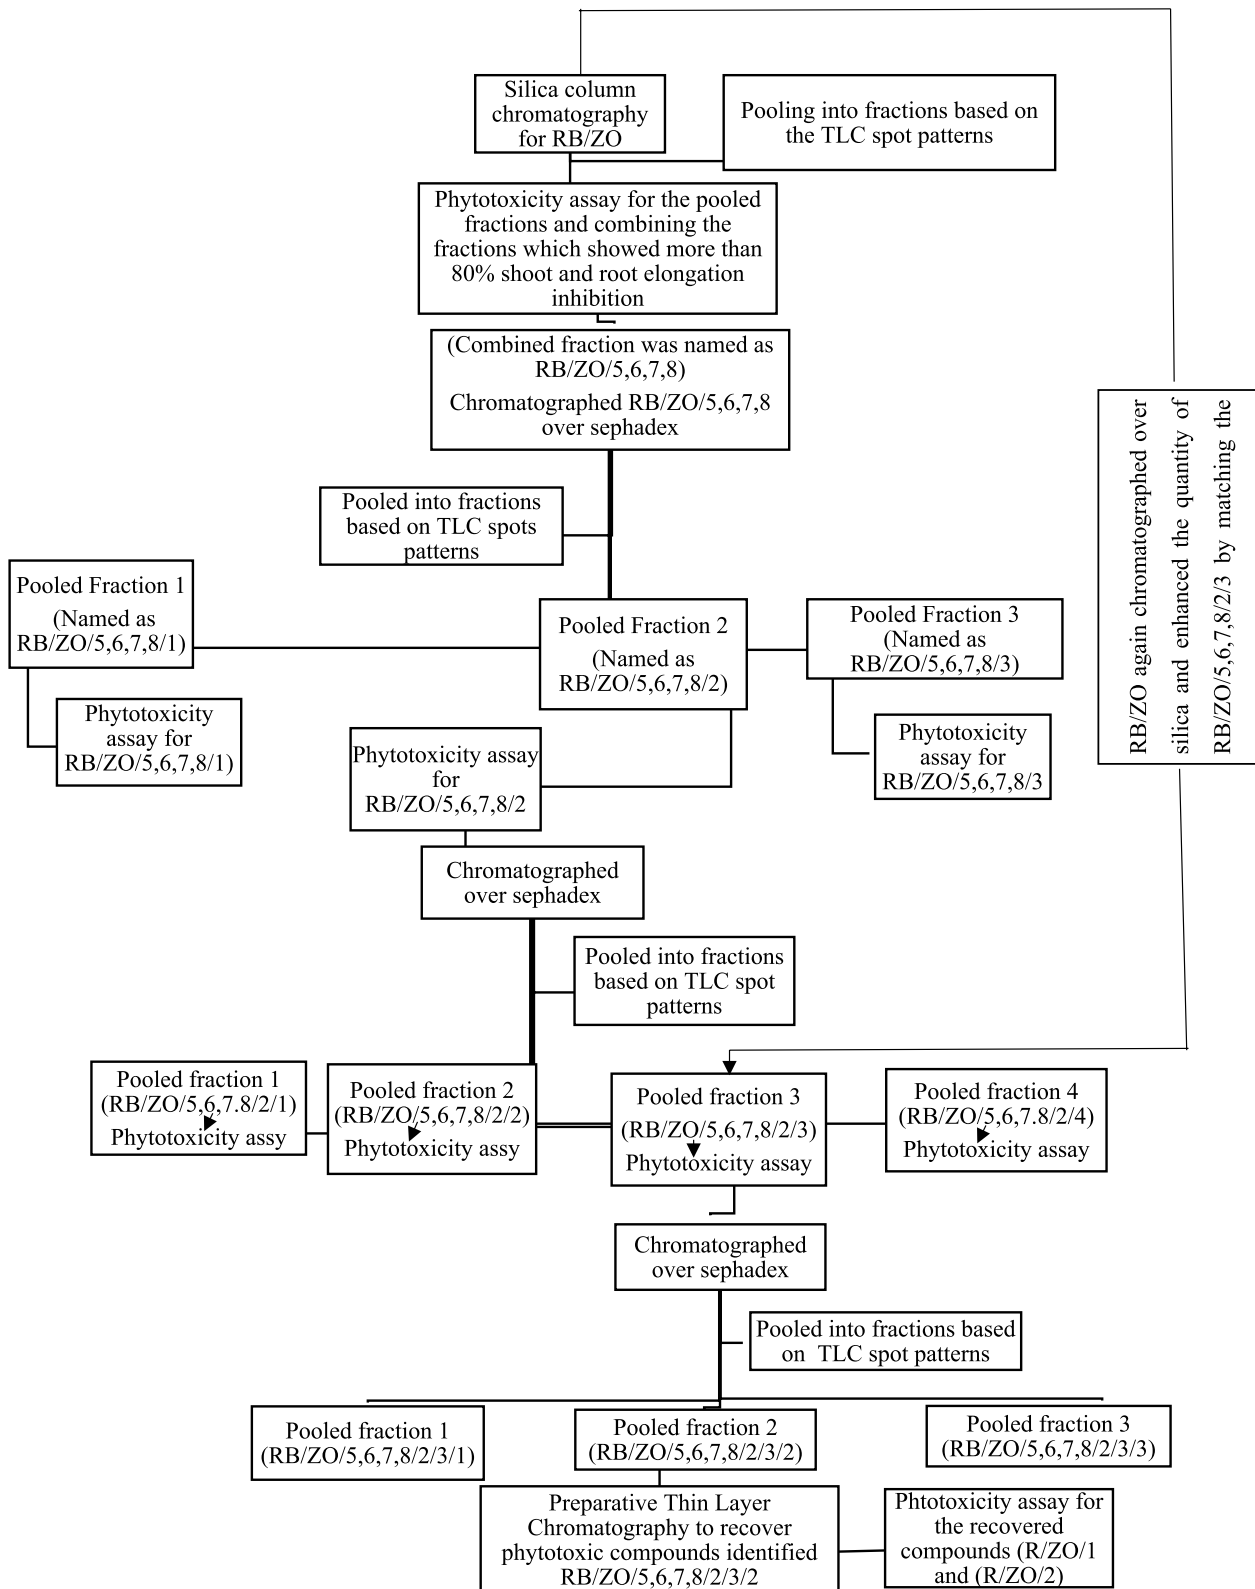 Silica column
chromatography
for RB/ZO
Pooling into fractions based on
the TLC spot patterns
Phytotoxicity assay for the pooled
fractions and combining the
fractions which showed more than
80% shoot and root elongation
inhibition
(Combined fraction was named as
RB/ZO/5,6,7,8)
Chromatographed RB/ZO/5,6,7,8
over sephadex
RB/ZO again chromatographed over
silica and enhanced the quantity of
RB/ZO/5,6,7,8/2/3 by matching the
Pooled into fractions
based on TLC spots
patterns
Pooled Fraction 1
(Named as
RB/ZO/5,6,7,8/1)
Pooled Fraction 2
(Named as
RB/ZO/5,6,7,8/2)
Pooled Fraction 3
(Named as
RB/ZO/5,6,7,8/3)
Phytotoxicity
assay for
RB/ZO/5,6,7,8/1)
Phytotoxicity assay
for
RB/ZO/5,6,7,8/2
Phytotoxicity
assay for
RB/ZO/5,6,7,8/3
Chromatographed
over sephadex
Pooled into fractions
based on TLC spot
patterns
Pooled fraction 1
(RB/ZO/5,6,7.8/2/1)
Phytotoxicity assy
Pooled fraction 2
(RB/ZO/5,6,7,8/2/2)
Phytotoxicity assy
Pooled fraction 3
(RB/ZO/5,6,7,8/2/3)
Phytotoxicity assay
Pooled fraction 4
(RB/ZO/5,6,7.8/2/4)
Phytotoxicity assay
Chromatographed
over sephadex
Pooled into fractions based
on TLC spot patterns
Pooled fraction 1
(RB/ZO/5,6,7,8/2/3/1)
Pooled fraction 2
(RB/ZO/5,6,7,8/2/3/2)
Pooled fraction 3
(RB/ZO/5,6,7,8/2/3/3)
Preparative Thin Layer
Chromatography to recover
phytotoxic compounds identified
RB/ZO/5,6,7,8/2/3/2
Phtotoxicity assay for
the recovered
compounds (R/ZO/1
and (R/ZO/2)